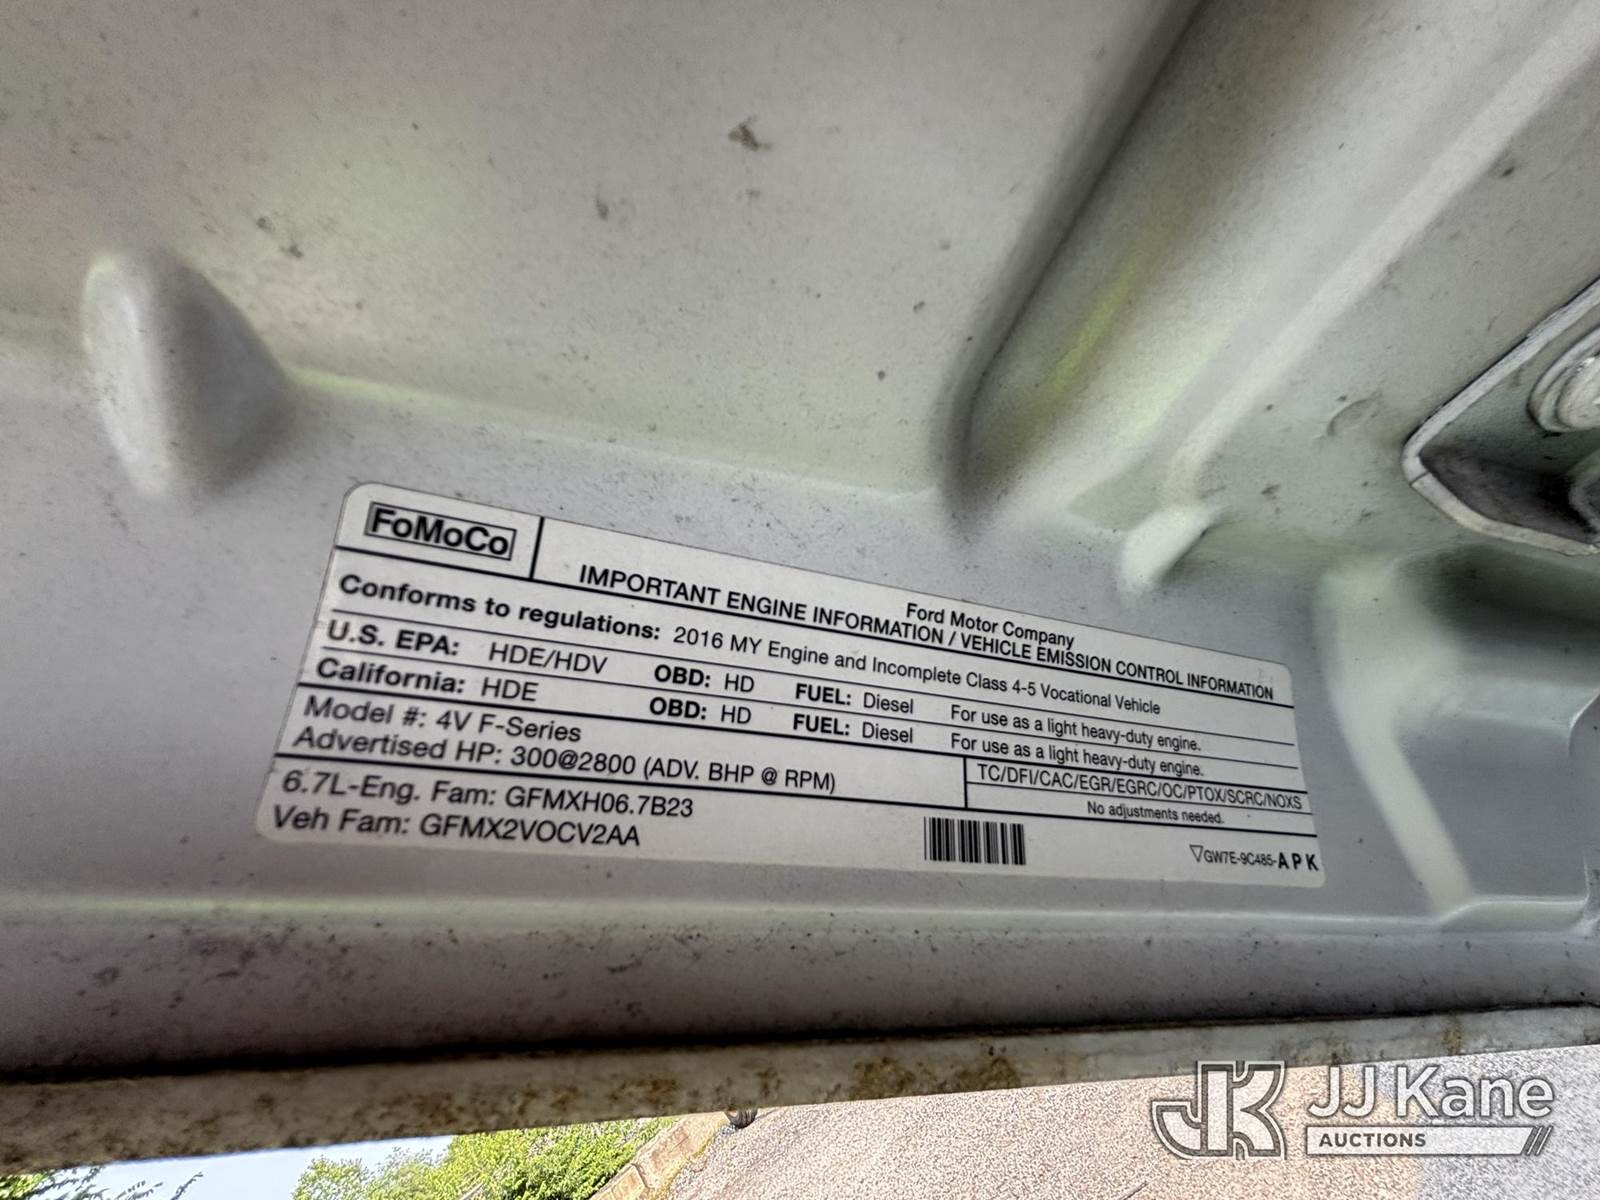 FoMoCo
Ford Motor Company
IMPORTANT ENGINE INFORMATION / VEHICLE EMISSION CONTROL INFORMATION
Conforms to regulations: 2016 MY Engine and Incomplete Class 4-5 Vocational Vehicle
U.S. EPA: HDE/HDV OBD: HD FUEL: Diesel For use as a light heavy-duty engine.
California: HDE OBD: HD FUEL: Diesel For use as a light heavy-duty engine.
Model #: 4V F-Series
Advertised HP: 300@2800 (ADV. BHP @ RPM)
TC/DFI/CAC/EGR/EGRC/OC/PTOX/SCRC/NOXS
No adjustments needed.
6.7L-Eng. Fam: GFMXH06.7B23
Veh Fam: GFMX2VOCV2AA
GW7E-9C485-APK
JK JJ Kane
AUCTIONS